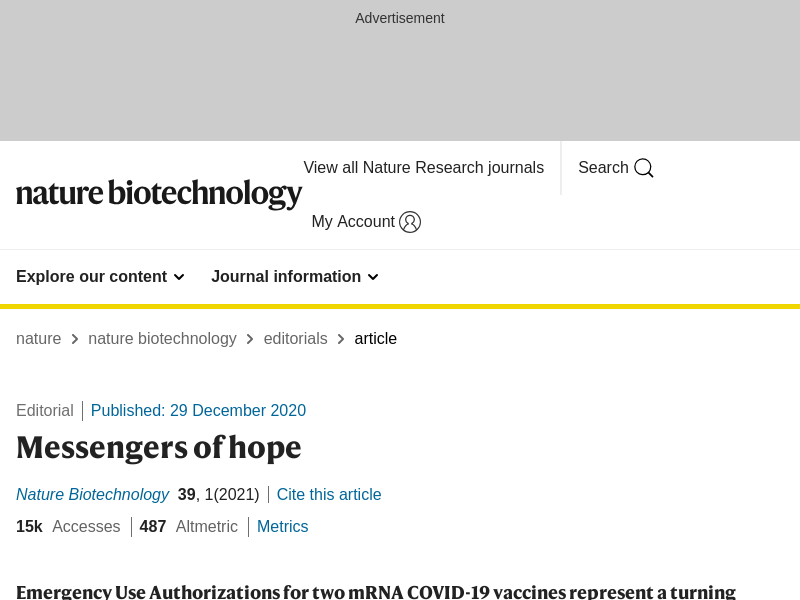 Advertisement
nature biotechnology
View all Nature Research journals
Search
My Account
Explore our content
Journal information
nature
nature biotechnology
editorials
article
Editorial
Published: 29 December 2020
Messengers of hope
Nature Biotechnology 39, 1(2021) Cite this article
15k Accesses 487 Altmetric Metrics
Emergency Use Authorizations for two mRNA COVID-19 vaccines represent a turning